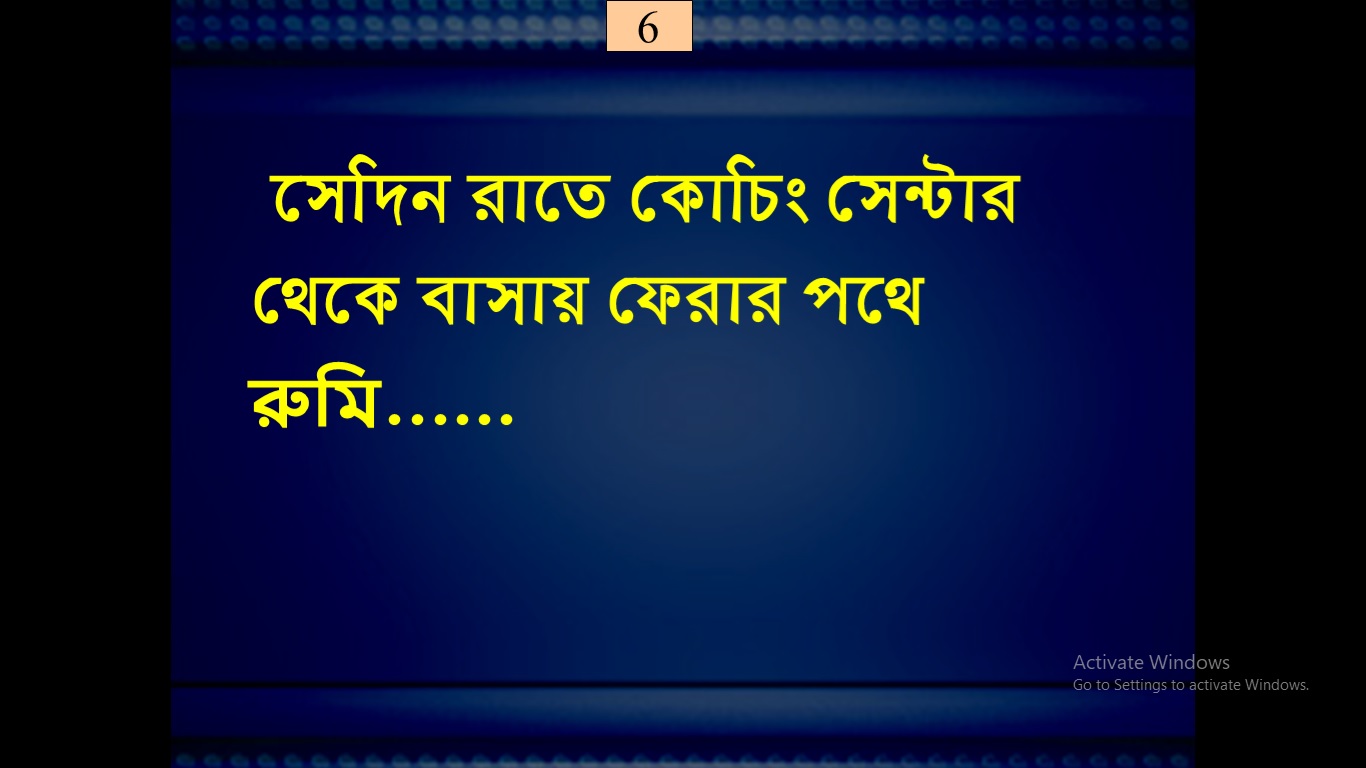 6
সেদিন রাতে কোচিং সেন্টার
থেকে বাসায় ফেরার পথে
রুমি......
Activate Windows
Go to Settings to activate Windows.